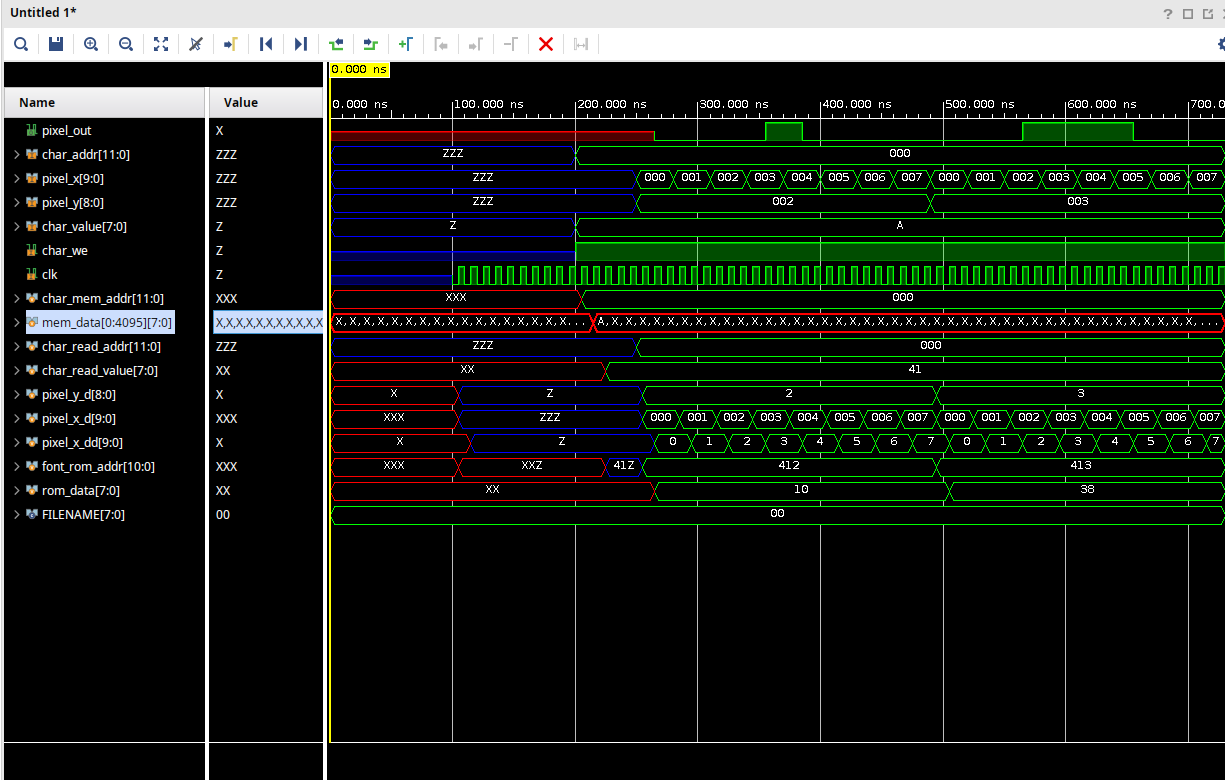 Untitled 1*
0.000 ns
Name Value
0.000 ns 100.000 ns 200.000 ns 300.000 ns 400.000 ns 500.000 ns 600.000 ns 700.0
pixel_out X
char_addr[11:0] ZZZ ZZZ 000
pixel_x[9:0] ZZZ ZZZ 000 001 002 003 004 005 006 007 000 001 002 003 004 005 006 007
pixel_y[8:0] ZZZ ZZZ 002 003
char_value[7:0] Z Z A
char_we Z
clk Z
char_mem_addr[11:0] XXX XXX 000
mem_data[0:4095][7:0] X,X,X,X,X,X,X,X,X,X,X X,X,X,X,X,X,X,X,X,X,X,X,X,X,X,X,X... A,X,X,X,X,X,X,X,X,X,X,X,X,X,X,X,X,X,X,X,X,X,X,X,X,X,X,X,X,X,X,X,X,X,X,X,X,X,X,X,X,X,X,...
char_read_addr[11:0] ZZZ ZZZ 000
char_read_value[7:0] XX XX 41
pixel_y_d[8:0] X X Z 2 3
pixel_x_d[9:0] XXX XXX ZZZ 000 001 002 003 004 005 006 007 000 001 002 003 004 005 006 007
pixel_x_dd[9:0] X X Z 0 1 2 3 4 5 6 7 0 1 2 3 4 5 6 7
font_rom_addr[10:0] XXX XXX XXZ 41Z 412 413
rom_data[7:0] XX XX 10 38
FILENAME[7:0] 00 00